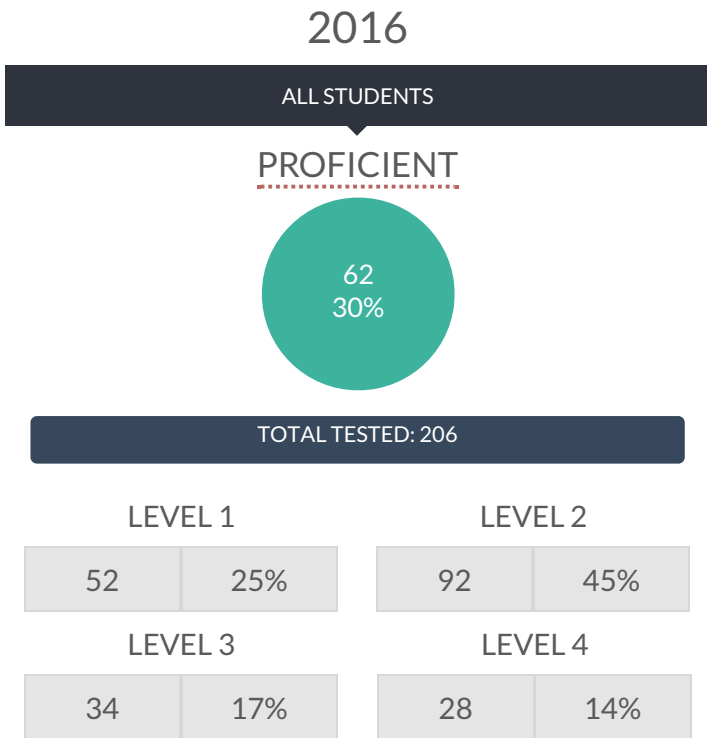 2016
ALL STUDENTS
PROFICIENT
62
30%
TOTAL TESTED: 206
LEVEL 1 LEVEL 2
52 25% 92 45%
LEVEL 3 LEVEL 4
34 17% 28 14%